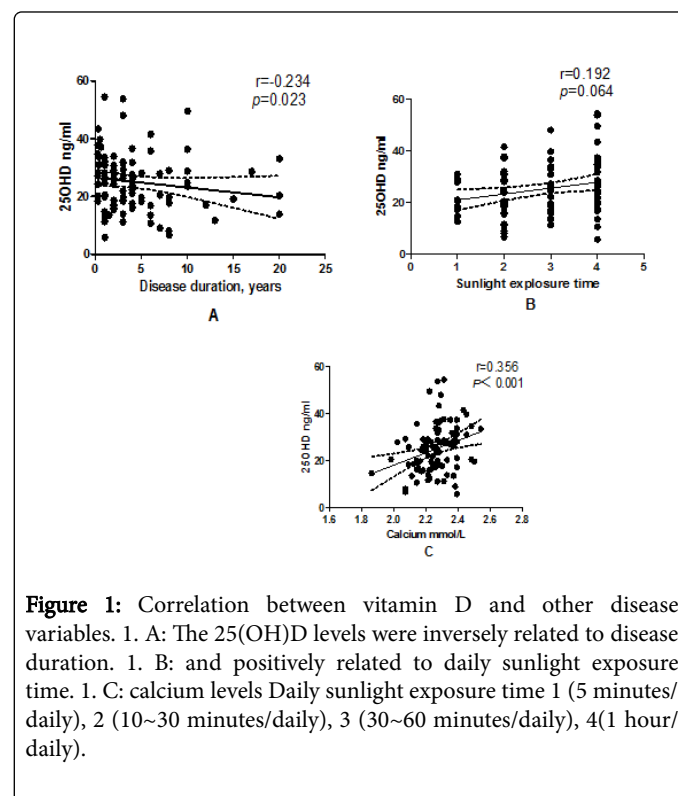 r=-0.234
p=0.023
60
40
20
0
25OHD ng/ml
0 5 10 15 20 25
Disease duration, years
A
r=0.192
p=0.064
60
40
20
0
25OHD ng/ml
0 1 2 3 4 5
Sunlight explosure time
B
r=0.356
p< 0.001
60
40
20
0
25OHD ng/ml
1.6 1.8 2.0 2.2 2.4 2.6 2.8
Calcium mmol/L
C
Figure 1: Correlation between vitamin D and other disease
variables. 1. A: The 25(OH)D levels were inversely related to disease
duration. 1. B: and positively related to daily sunlight exposure
time. 1. C: calcium levels Daily sunlight exposure time 1 (5 minutes/
daily), 2 (10~30 minutes/daily), 3 (30~60 minutes/daily), 4(1 hour/
daily).